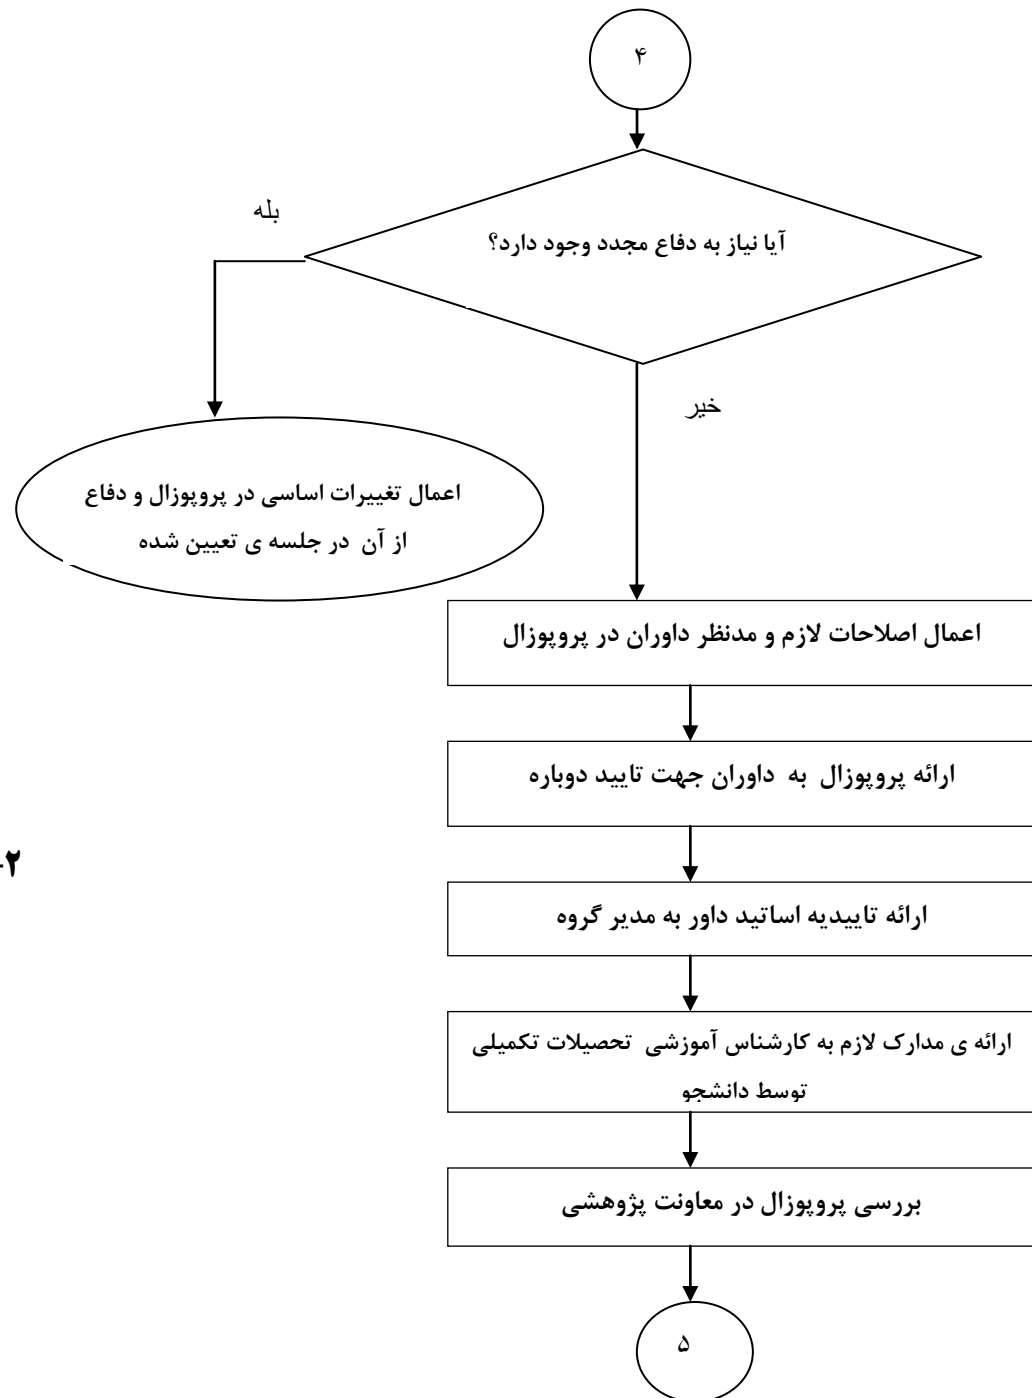 ۴
آیا نیاز به دفاع مجدد وجود دارد؟
بله
خیر
اعمال تغییرات اساسی در پروپوزال و دفاع
از آن در جلسه ی تعیین شده
اعمال اصلاحات لازم و مدنظر داوران در پروپوزال
ارائه پروپوزال به داوران جهت تایید دوباره
-۲
ارائه تاییدیه اساتید داور به مدیر گروه
ارائه ی مدارک لازم به کارشناس آموزشی تحصیلات تکمیلی
توسط دانشجو
بررسی پروپوزال در معاونت پژوهشی
۵